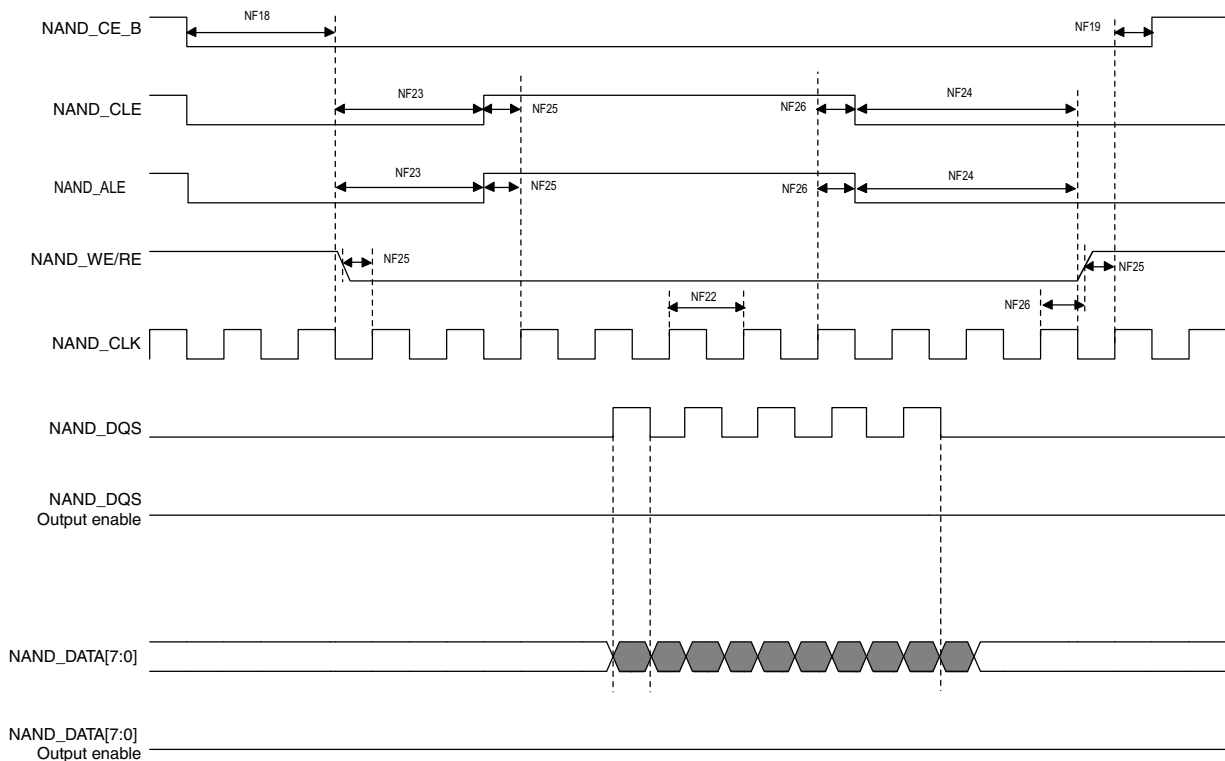 NAND_CE_B
NF18
NF19
NAND_CLE
NF23
NF25
NF26
NF24
NAND_ALE
NF23
NF25
NF26
NF24
NAND_WE/RE
NF25
NF25
NF22
NF26
NAND_CLK
NAND_DQS
NAND_DQS
Output enable
NAND_DATA[7:0]
NAND_DATA[7:0]
Output enable